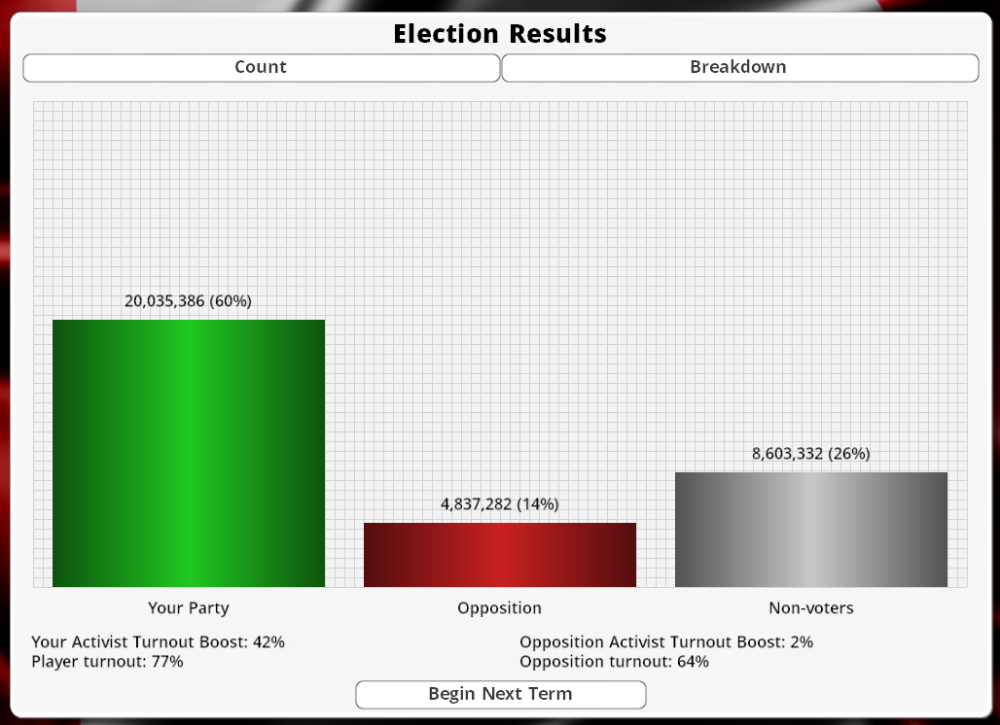 Election Results
Count
Breakdown
20,035,386 (60%)
8,603,332 (26%)
4,837,282 (14%)
Your Party
Opposition
Non-voters
Your Activist Turnout Boost: 42%
Player turnout: 77%
Opposition Activist Turnout Boost: 2%
Opposition turnout: 64%
Begin Next Term